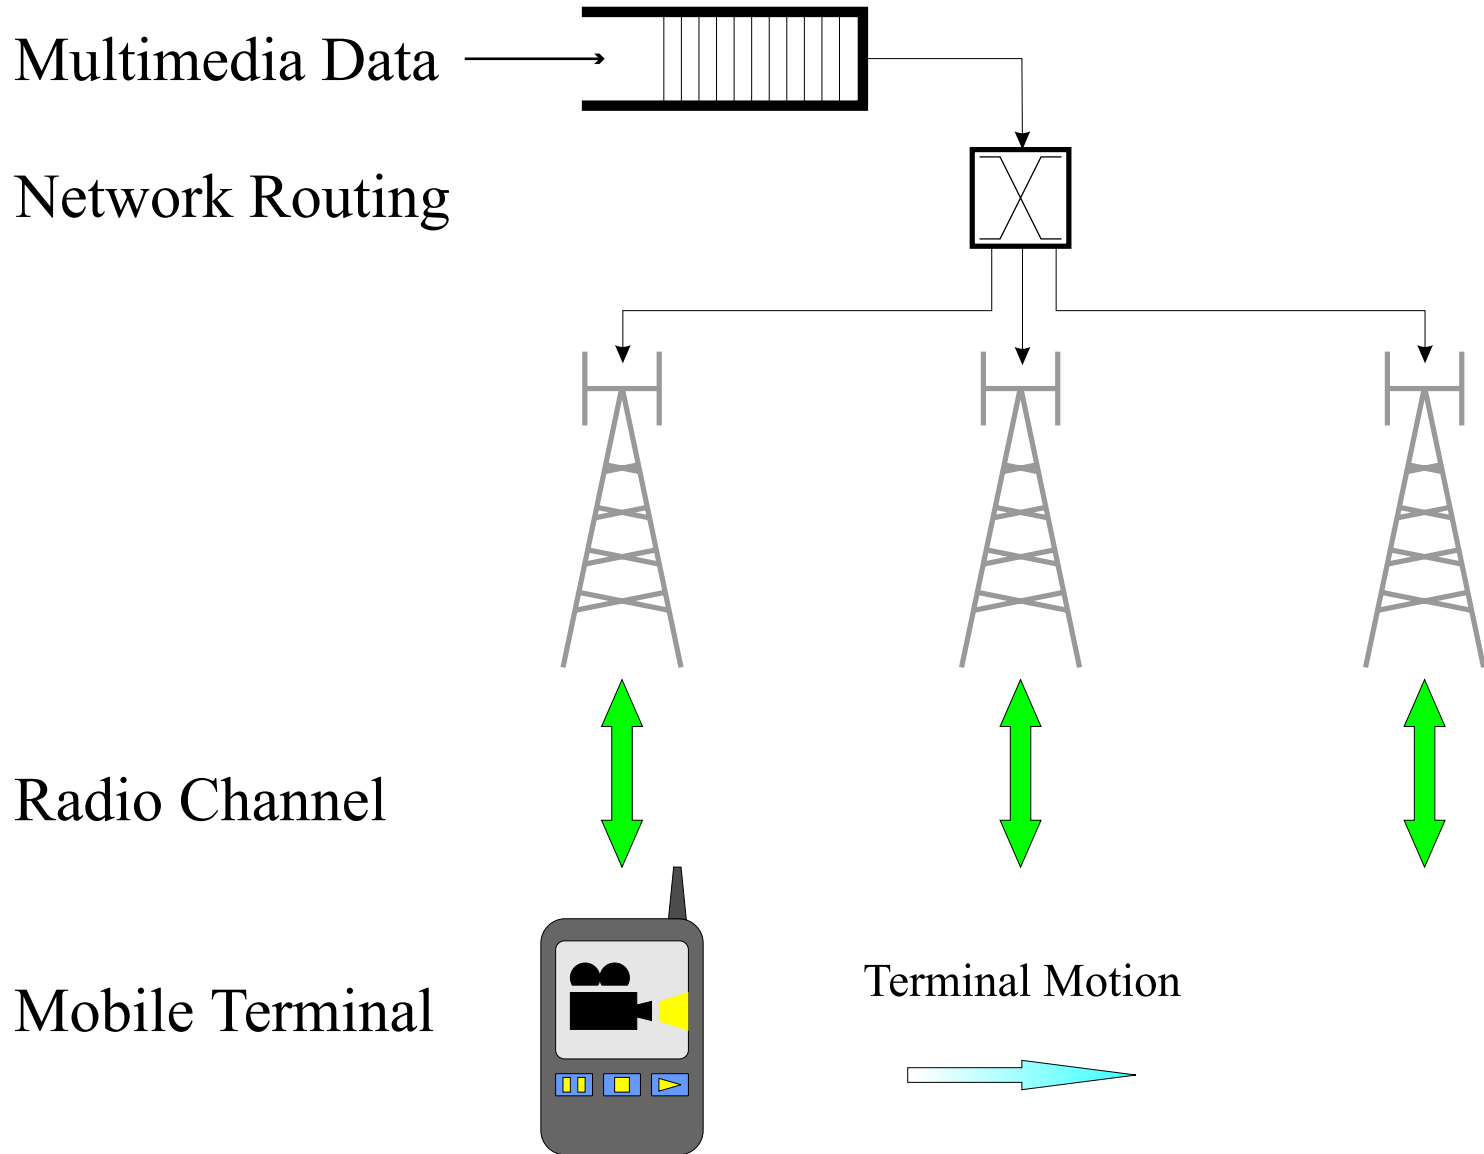 Multimedia Data
Network Routing
Radio Channel
Terminal Motion
Mobile Terminal